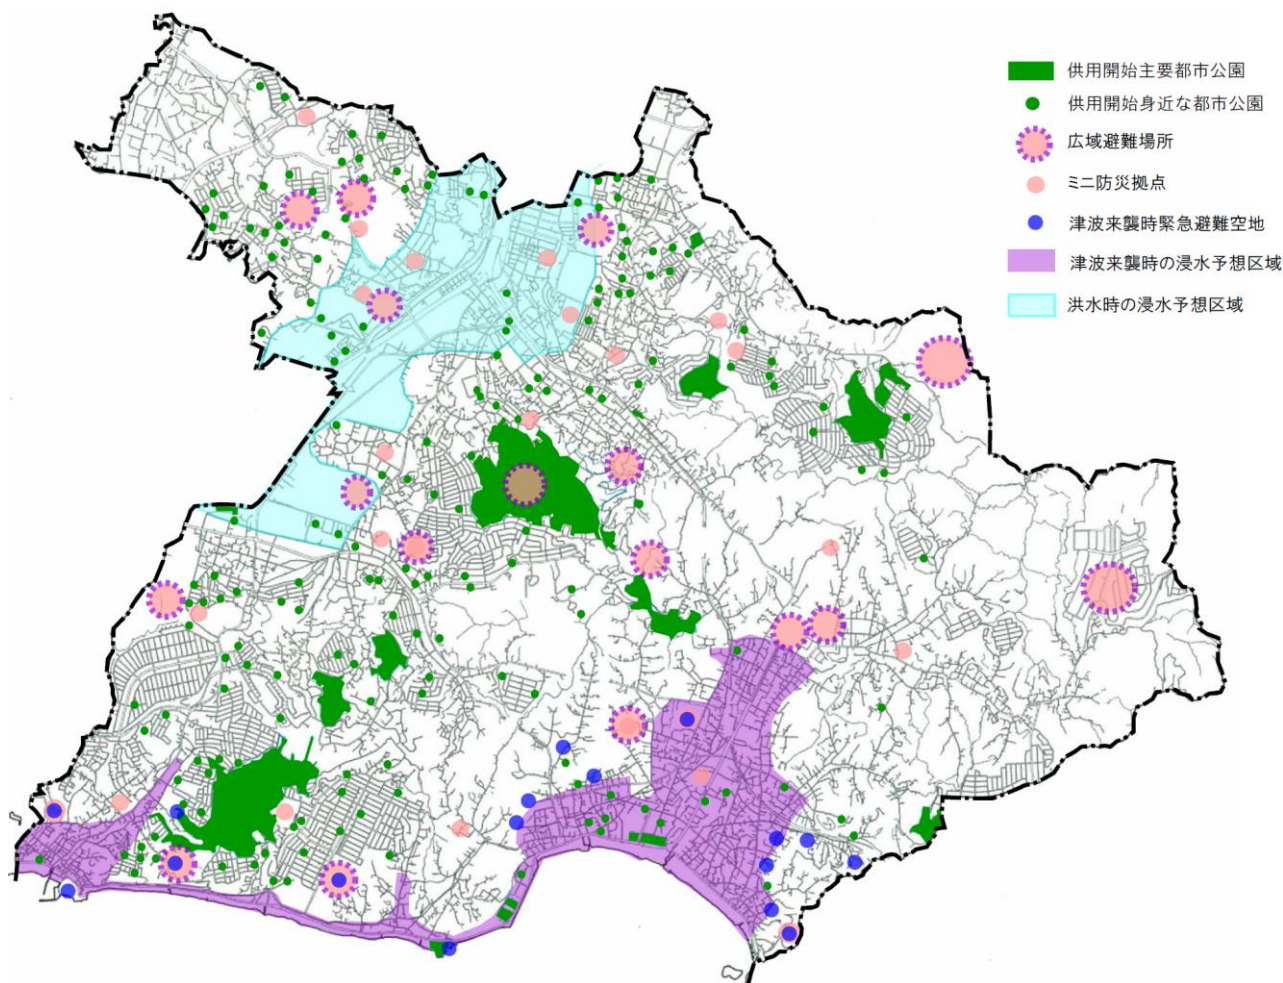 供用開始主要都市公園
供用開始身近な都市公園
広域避難場所
ミニ防災拠点
津波来襲時緊急避難空地
津波来襲時の浸水予想区域
洪水時の浸水予想区域